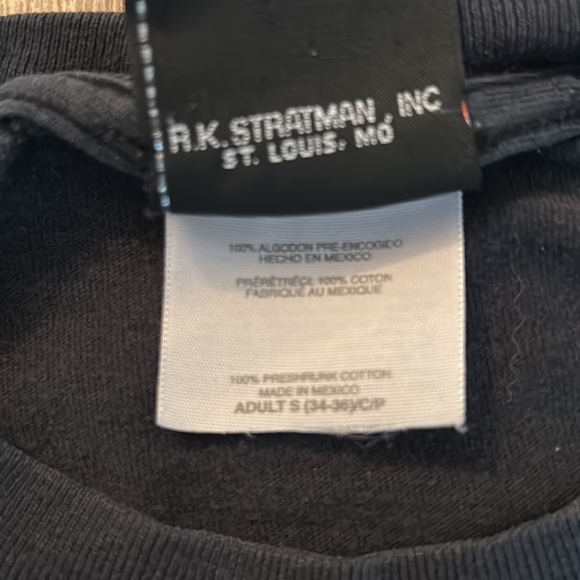 R.K. STRATMAN, INC
ST. LOUIS, MO
100% ALGODON PRE-ENCOGIDO
HECHO EN MEXICO
PRÉRÉTRÉCI, 100% COTON
FABRIQUÉ AU MEXIQUE
100% PRESHRUNK COTTON
MADE IN MEXICO
ADULT S (34-36)/C/P